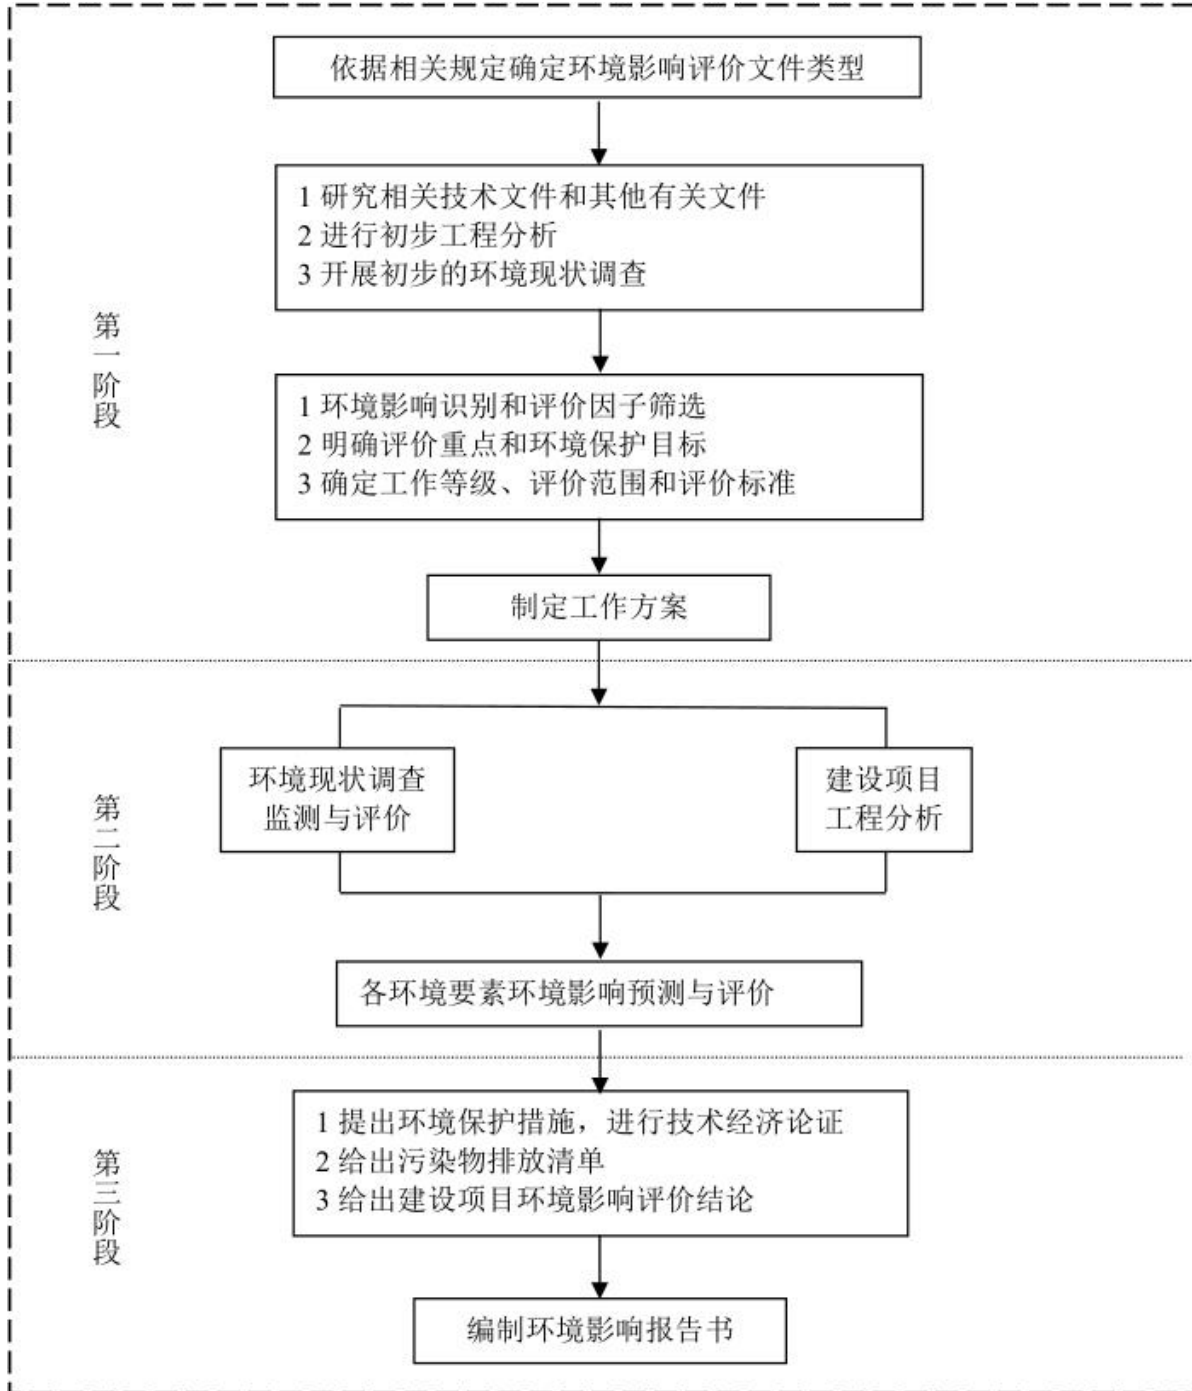 依据相关规定确定环境影响评价文件类型
1 研究相关技术文件和其他有关文件
2 进行初步工程分析
3 开展初步的环境现状调查
第一阶段
1 环境影响识别和评价因子筛选
2 明确评价重点和环境保护目标
3 确定工作等级、评价范围和评价标准
制定工作方案
第二阶段
环境现状调查
监测与评价
建设项目
工程分析
各环境要素环境影响预测与评价
第三阶段
1 提出环境保护措施，进行技术经济论证
2 给出污染物排放清单
3 给出建设项目环境影响评价结论
编制环境影响报告书